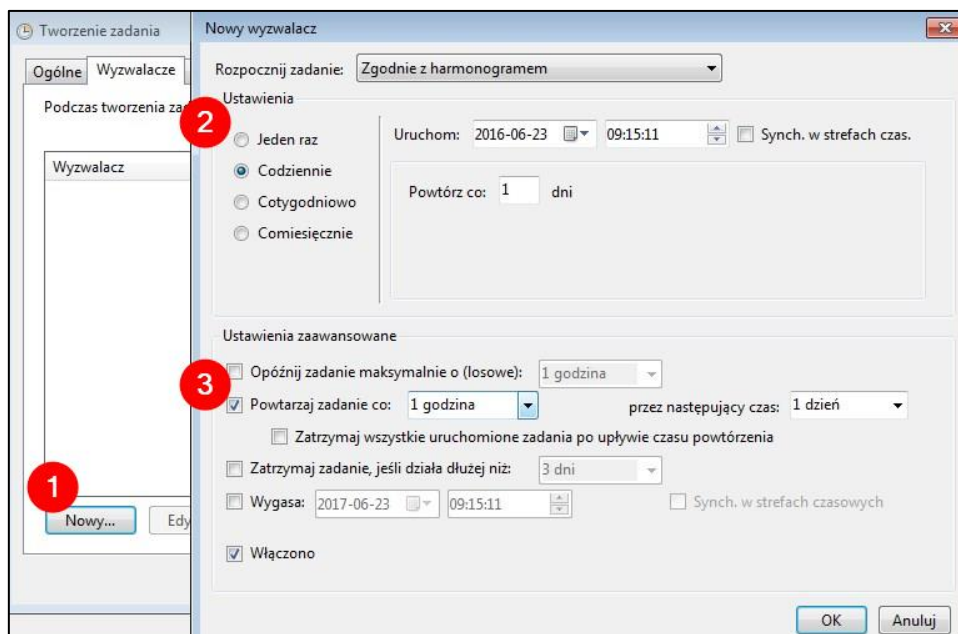 Tworzenie zadania
Nowy wyzwalacz
Ogólne Wyzwalacze
Podczas tworzenia
Wyzwalacz
1
Nowy...
Rozpocznij zadanie: Zgodnie z harmonogramem
Ustawienia
2
Jeden raz
Codziennie
Cotygodniowo
Comiesięcznie
Uruchom: 2016-06-23 09:15:11 Synch. w strefach czas.
Powtórz co: 1 dni
Ustawienia zaawansowane
3
Opóźnij zadanie maksymalnie o (losowe): 1 godzina
Powtarzaj zadanie co: 1 godzina przez następujący czas: 1 dzień
Zatrzymaj wszystkie uruchomione zadania po upływie czasu powtórzenia
Zatrzymaj zadanie, jeśli działa dłużej niż: 3 dni
Wygasa: 2017-06-23 09:15:11 Synch. w strefach czasowych
Włączono
OK Anuluj